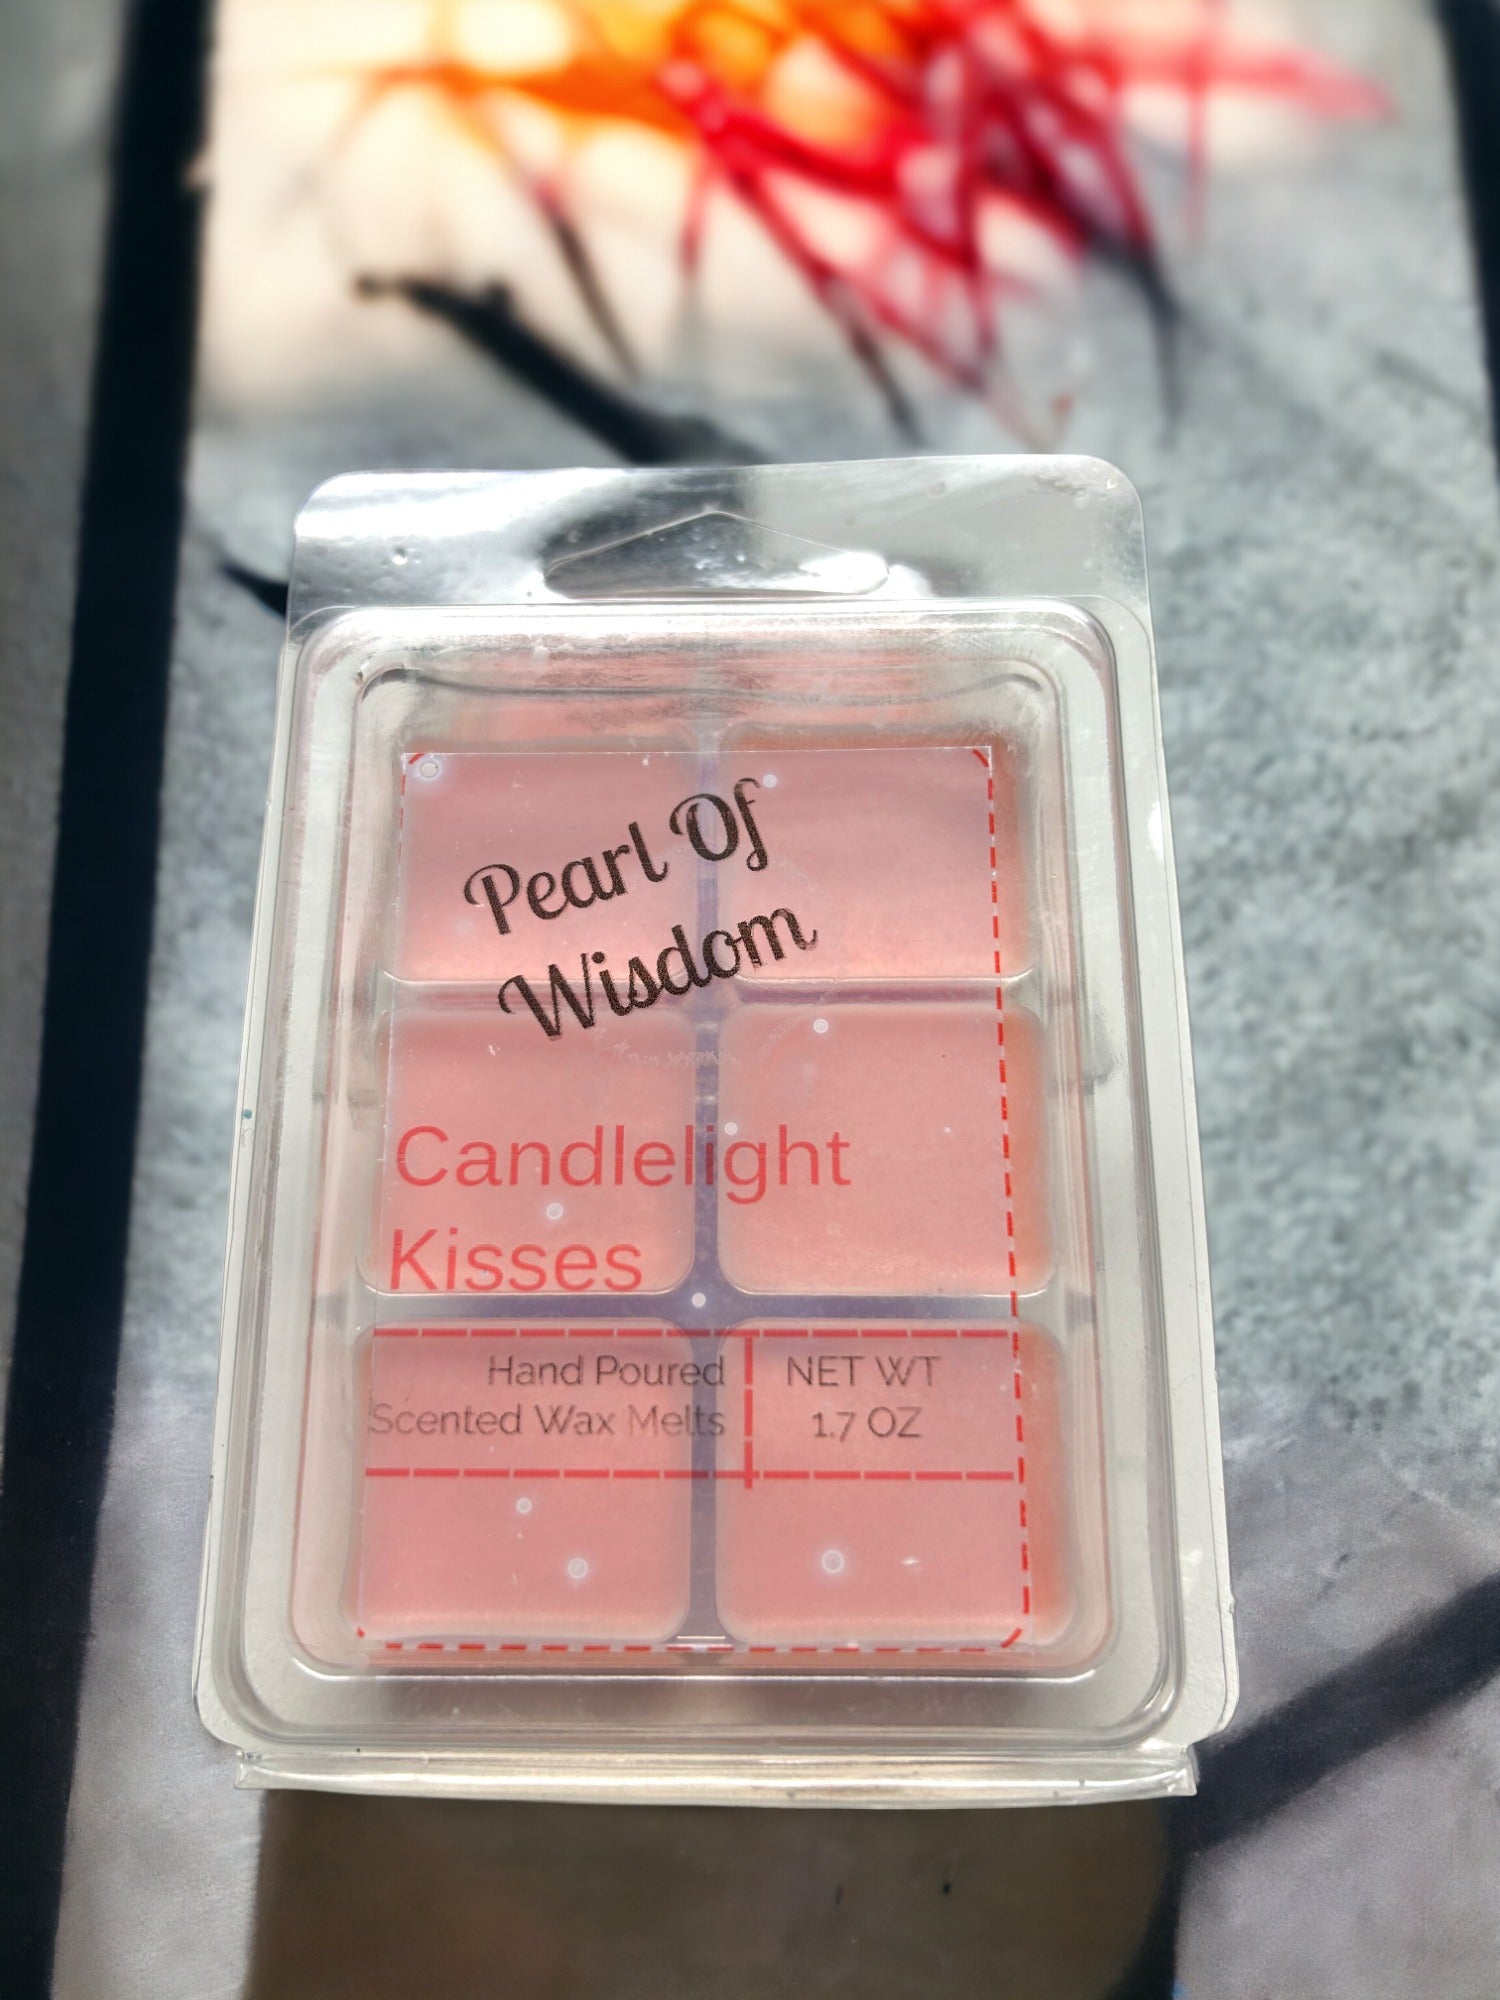 Pearl Of
Wisdom
Candlelight
Kisses
Hand Poured
Scented Wax Melts
NET WT
1.7 OZ